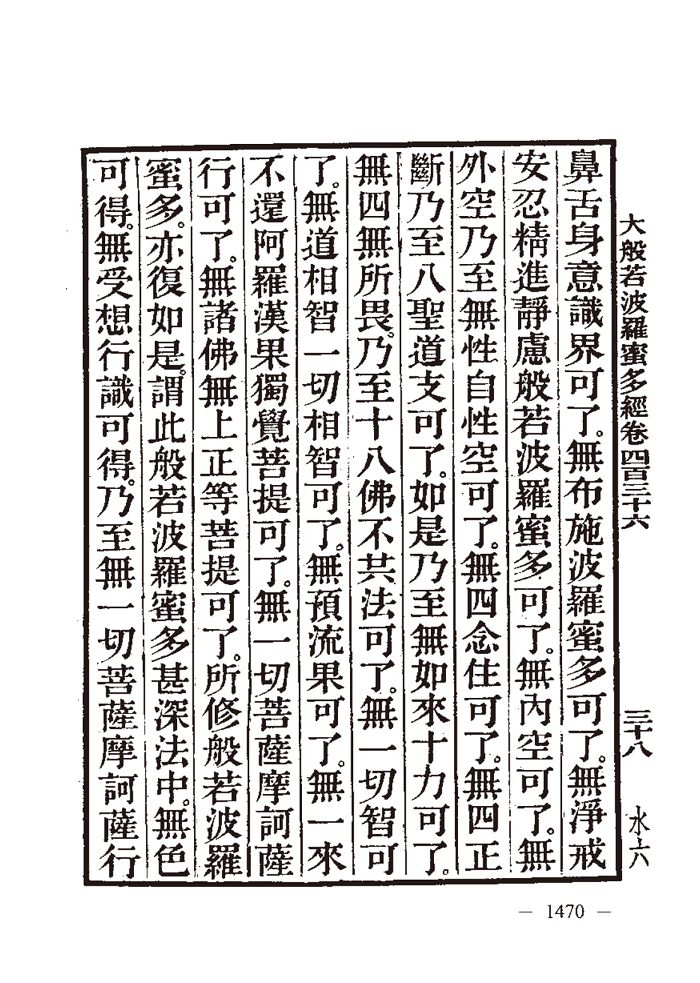 大般若波羅蜜多經卷四百三十六 三十八 水六
鼻舌身意識界可了。無布施波羅蜜多可了。無淨戒
安忍精進靜慮般若波羅蜜多可了。無內空可了。無
外空乃至無性自性空可了。無四念住可了。無四正
斷乃至八聖道支可了。如是乃至無如來十力可了。
無四無所畏。乃至十八佛不共法可了。無一切智可
了。無道相智一切相智可了。無預流果可了。無一來
不還阿羅漢果獨覺菩提可了。無一切菩薩摩訶薩
行可了。無諸佛無上正等菩提可了。所修般若波羅
蜜多。亦復如是。謂此般若波羅蜜多甚深法中。無色
可得。無受想行識可得。乃至無一切菩薩摩訶薩行
— 1470 —